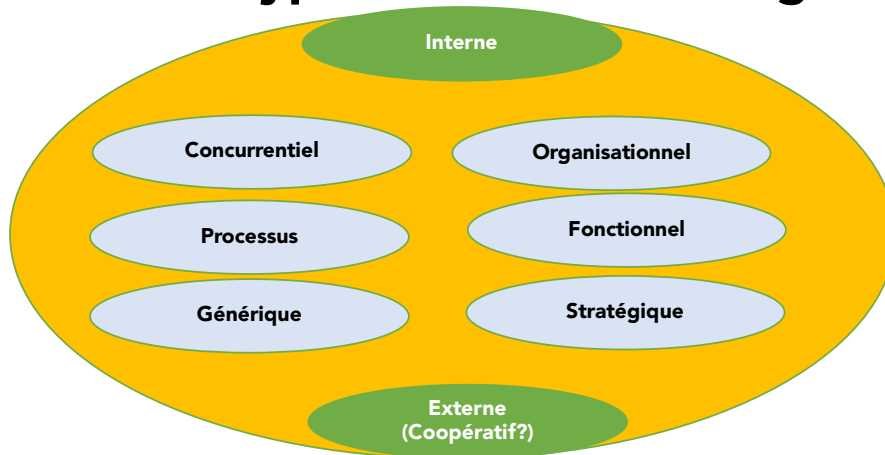 Interne
Concurrentiel
Organisationnel
Processus
Fonctionnel
Générique
Stratégique
Externe
(Coopératif?)